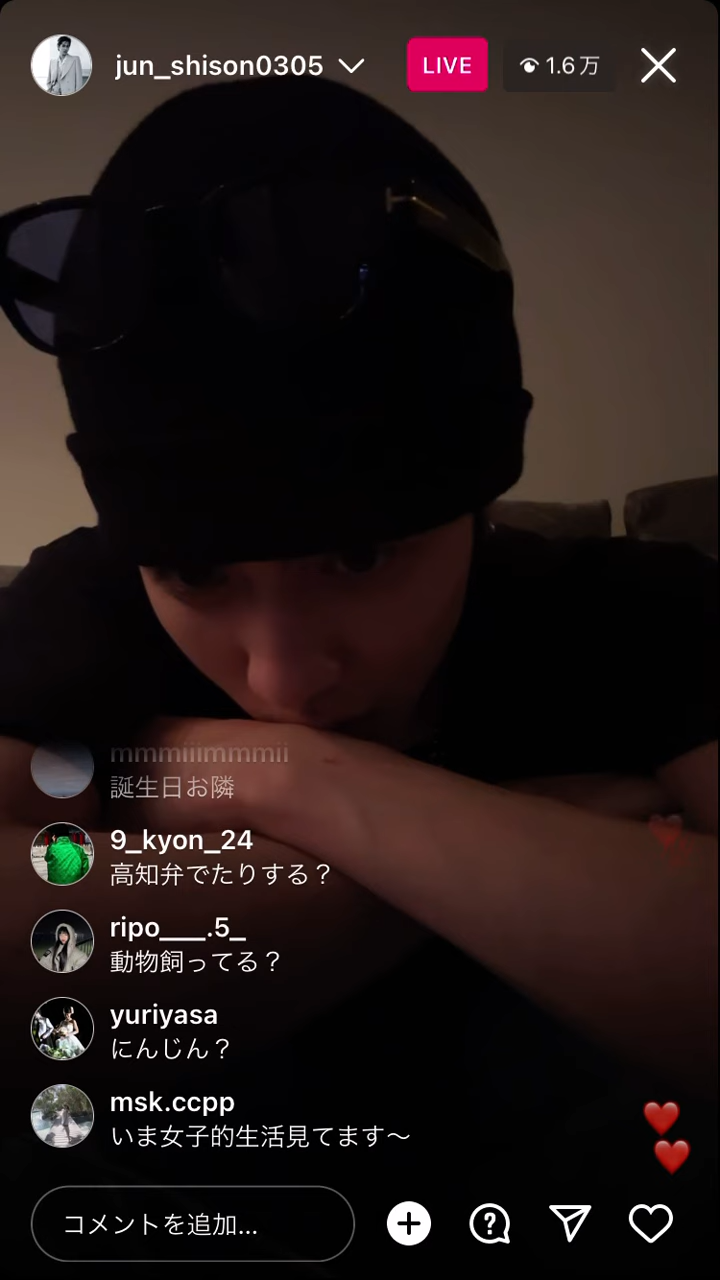 jun_shison0305
LIVE
1.6万
mmmiiimmmii
誕生日お隣
9_kyon_24
高知弁でたりする？
ripo___.5_
動物飼ってる？
yuriyasa
にんじん？
msk.ccpp
いま女子的生活見てます〜
コメントを追加...